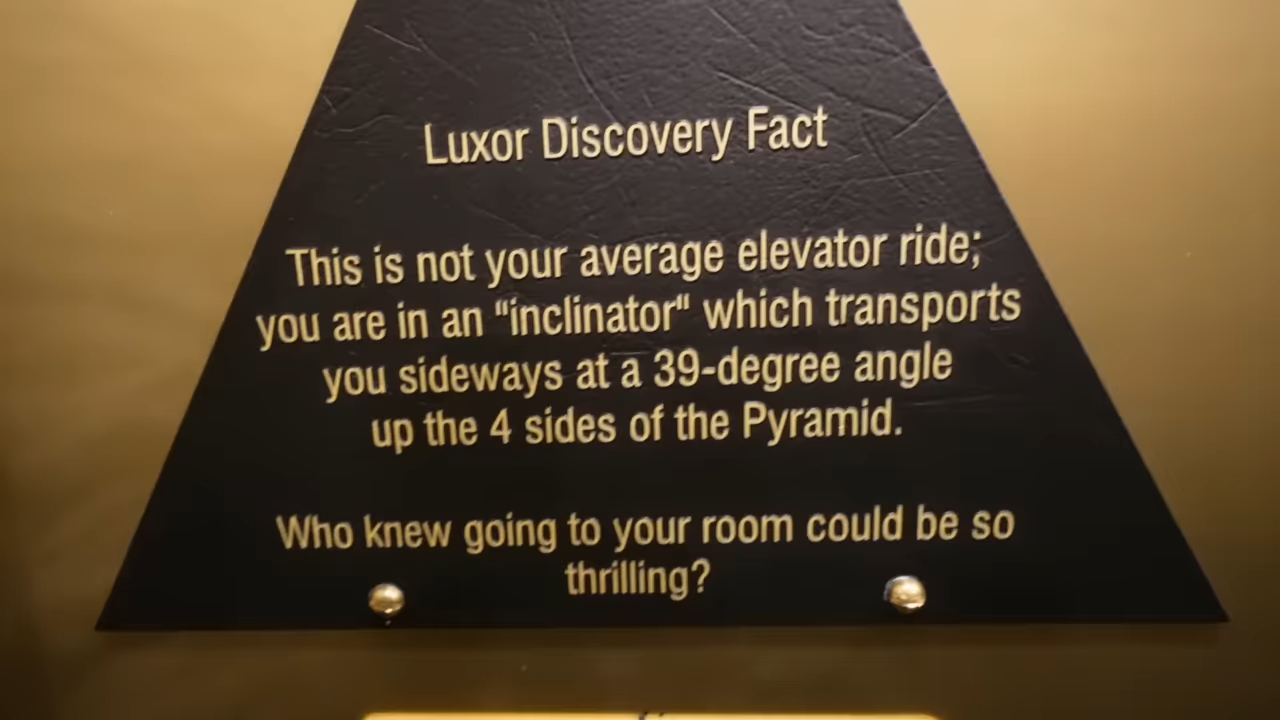 Luxor Discovery Fact
This is not your average elevator ride;
you are in an "inclinator" which transports
you sideways at a 39-degree angle
up the 4 sides of the Pyramid.
Who knew going to your room could be so
thrilling?